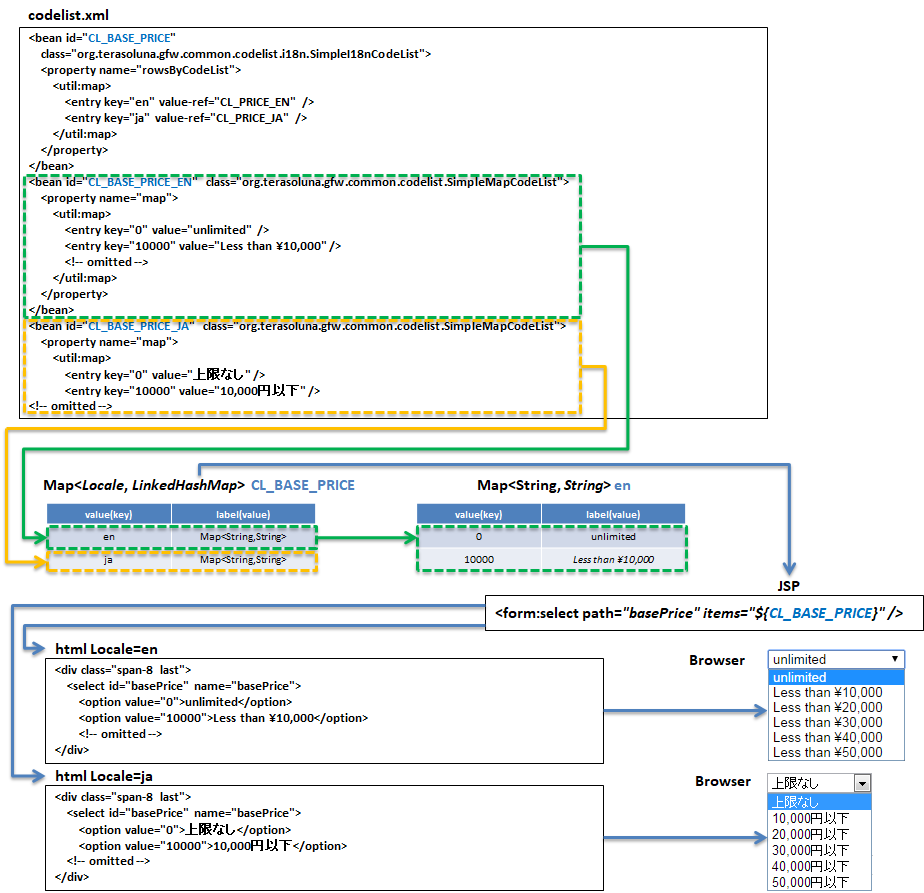 codelist.xml
<bean id="CL_BASE_PRICE"
class="org.terasoluna.gfw.common.codelist.i18n.SimpleI18nCodeList">
<property name="rowsByCodeList">
<util:map>
<entry key="en" value-ref="CL_PRICE_EN" />
<entry key="ja" value-ref="CL_PRICE_JA" />
</util:map>
</property>
</bean>
<bean id="CL_BASE_PRICE_EN" class="org.terasoluna.gfw.common.codelist.SimpleMapCodeList">
<property name="map">
<util:map>
<entry key="0" value="unlimited" />
<entry key="10000" value="Less than ¥10,000" />
<!-- omitted -->
</util:map>
</property>
</bean>
<bean id="CL_BASE_PRICE_JA" class="org.terasoluna.gfw.common.codelist.SimpleMapCodeList">
<property name="map">
<util:map>
<entry key="0" value="上限なし" />
<entry key="10000" value="10,000円以下" />
<!-- omitted -->
Map<Locale, LinkedHashMap> CL_BASE_PRICE
value(key) label(value)
en Map<String,String>
ja Map<String,String>
Map<String, String> en
value(key) label(value)
0 unlimited
10000 Less than ¥10,000
JSP
<form:select path="basePrice" items="${CL_BASE_PRICE}" />
html Locale=en
<div class="span-8 last">
<select id="basePrice" name="basePrice">
<option value="0">unlimited</option>
<option value="10000">Less than ¥10,000</option>
<!-- omitted -->
</div>
Browser
unlimited
unlimited
Less than ¥10,000
Less than ¥20,000
Less than ¥30,000
Less than ¥40,000
Less than ¥50,000
html Locale=ja
<div class="span-8 last">
<select id="basePrice" name="basePrice">
<option value="0">上限なし</option>
<option value="10000">10,000円以下</option>
<!-- omitted -->
</div>
Browser
上限なし
上限なし
10,000円以下
20,000円以下
30,000円以下
40,000円以下
50,000円以下